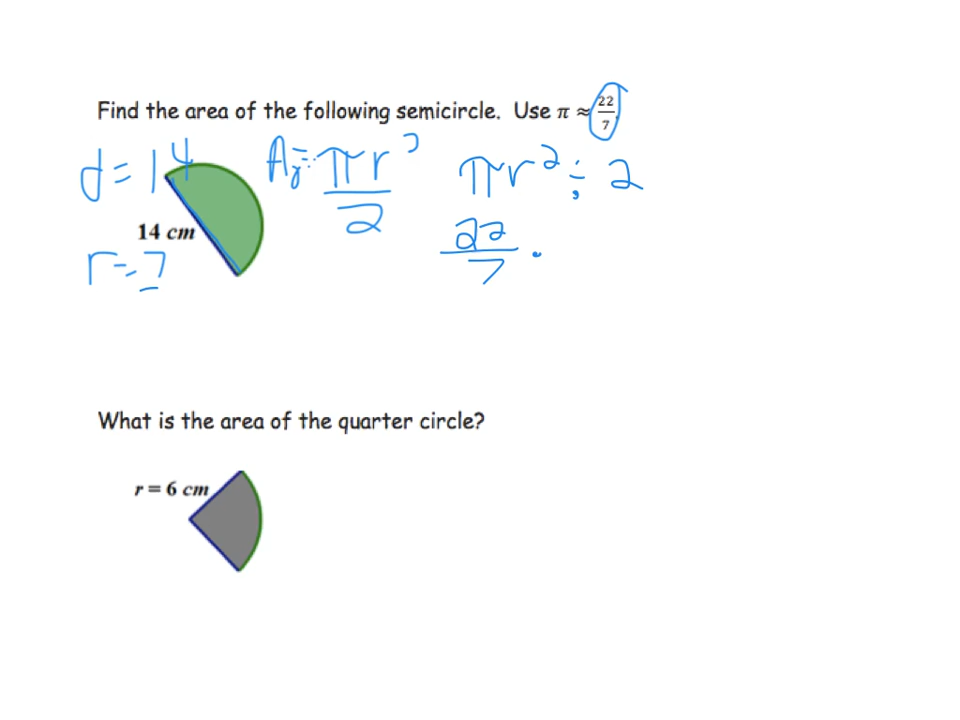 Find the area of the following semicircle. Use π ≈ 22/7.
d = 14
A = πr²/2
πr² ÷ 2
14 cm
22/7 ·
r = 7
What is the area of the quarter circle?
r = 6 cm